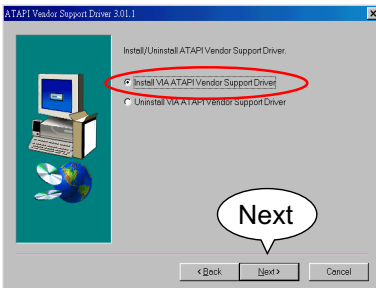 ATAPI Vendor Support Driver 3.01.1
Install/Uninstall ATAPI Vendor Support Driver.
Install VIA ATAPI Vendor Support Driver
Uninstall VIA ATAPI Vendor Support Driver
Next
< Back
Next >
Cancel